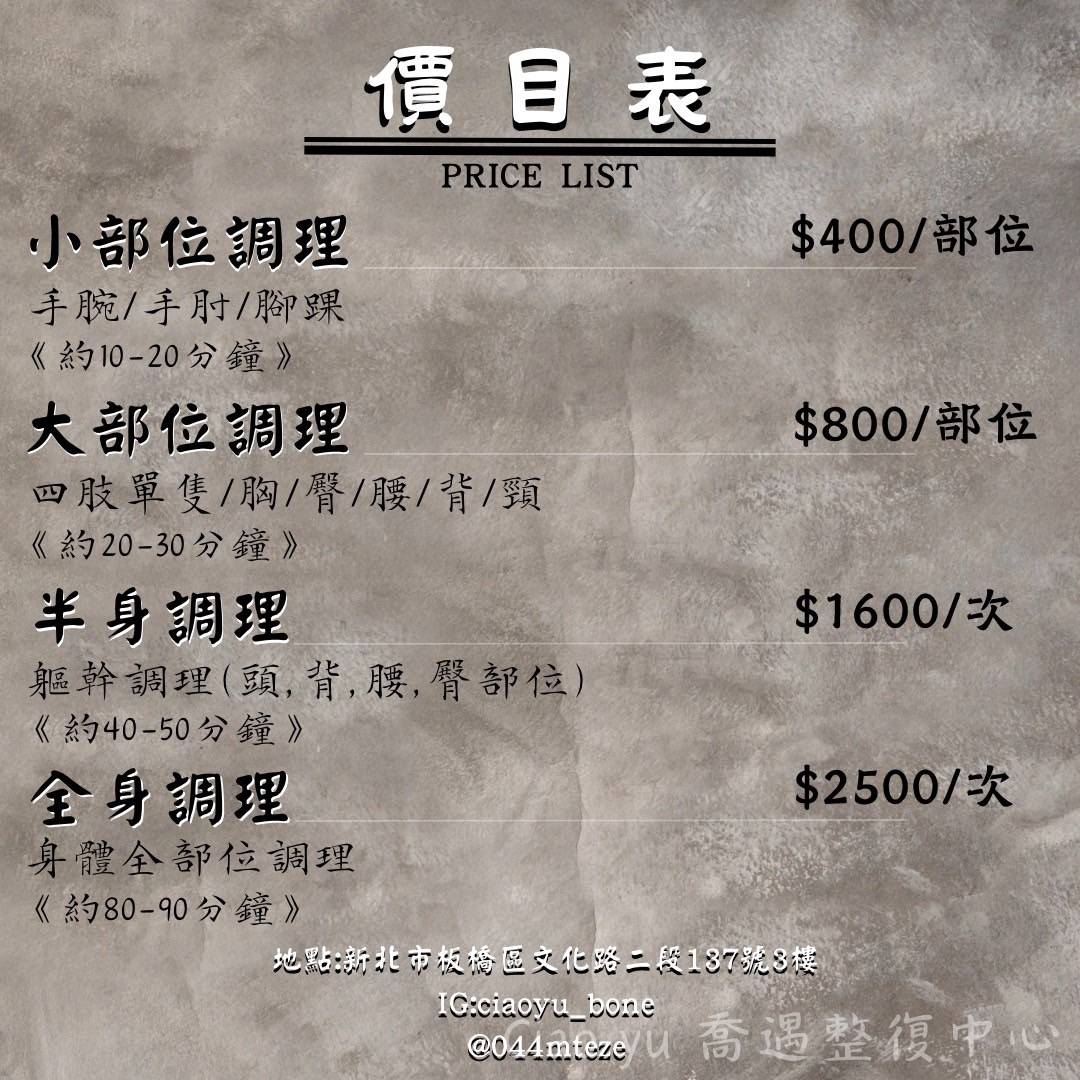 價目表
PRICE LIST
小部位調理 $400/部位
手腕/手肘/腳踝
《約10-20分鐘》
大部位調理 $800/部位
四肢單隻/胸/臀/腰/背/頸
《約20-30分鐘》
半身調理 $1600/次
軀幹調理(頭,背,腰,臀部位)
《約40-50分鐘》
全身調理 $2500/次
身體全部位調理
《約80-90分鐘》
地點:新北市板橋區文化路二段137號3樓
IG:ciaoyu_bone
@044mteze
Ciaoyu 喬遇整復中心